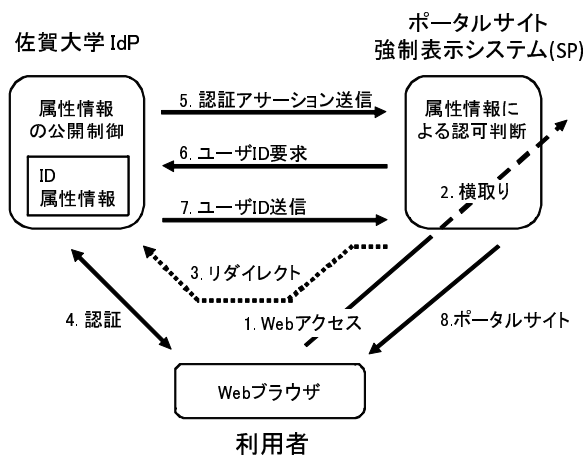 佐賀大学 IdP
ポータルサイト
強制表示システム(SP)
属性情報
の公開制御
ID
属性情報
5. 認証アサーション送信
6. ユーザID要求
7. ユーザID送信
属性情報に
よる認可判断
2. 横取り
3. リダイレクト
4. 認証
1. Webアクセス
8.ポータルサイト
Webブラウザ
利用者